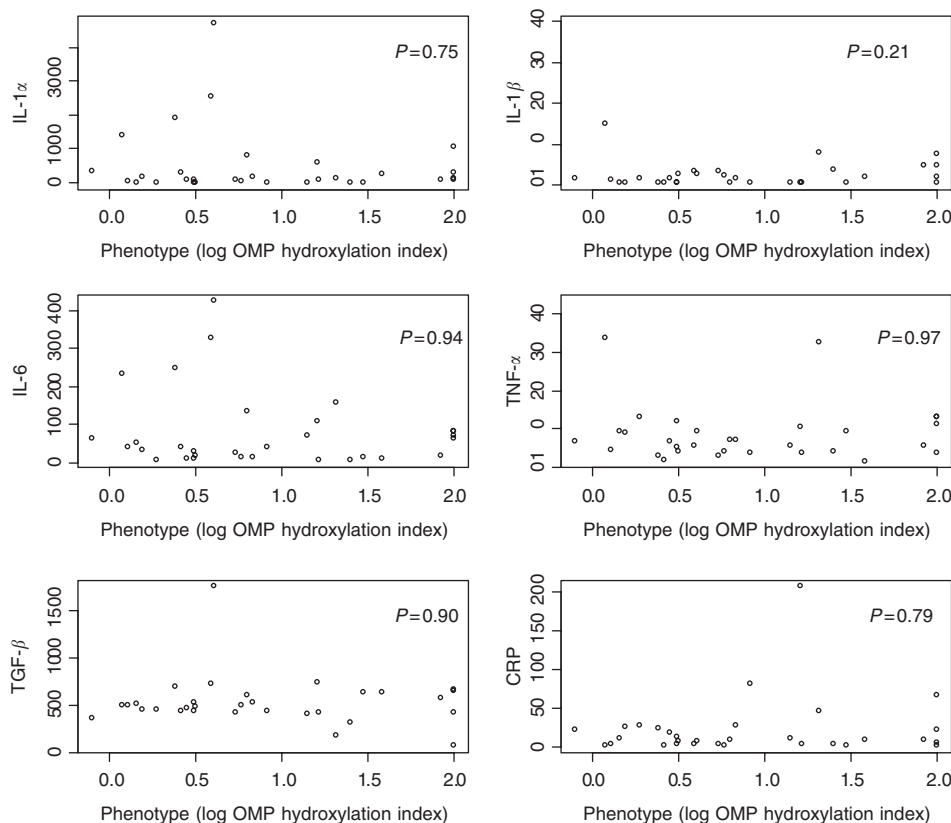 P=0.75
IL-1α
0 1000 3000
0.0 0.5 1.0 1.5 2.0
Phenotype (log OMP hydroxylation index)
P=0.21
IL-1β
01 0 20 40
0.0 0.5 1.0 1.5 2.0
Phenotype (log OMP hydroxylation index)
P=0.94
IL-6
0 100 200 300 400
0.0 0.5 1.0 1.5 2.0
Phenotype (log OMP hydroxylation index)
P=0.97
TNF-α
01 0 20 30 40
0.0 0.5 1.0 1.5 2.0
Phenotype (log OMP hydroxylation index)
P=0.90
TGF-β
0 500 1000 1500
0.0 0.5 1.0 1.5 2.0
Phenotype (log OMP hydroxylation index)
P=0.79
CRP
0 50 100 150 200
0.0 0.5 1.0 1.5 2.0
Phenotype (log OMP hydroxylation index)